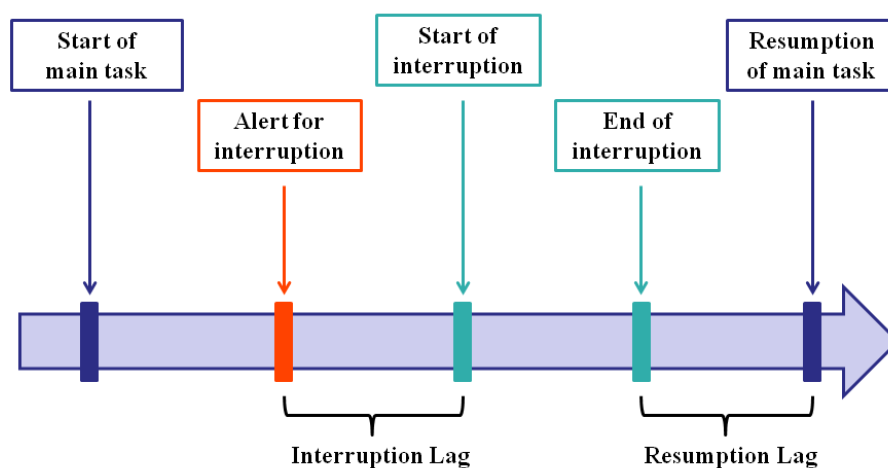 Start of
main task
Alert for
interruption
Start of
interruption
End of
interruption
Resumption
of main task
Interruption Lag
Resumption Lag